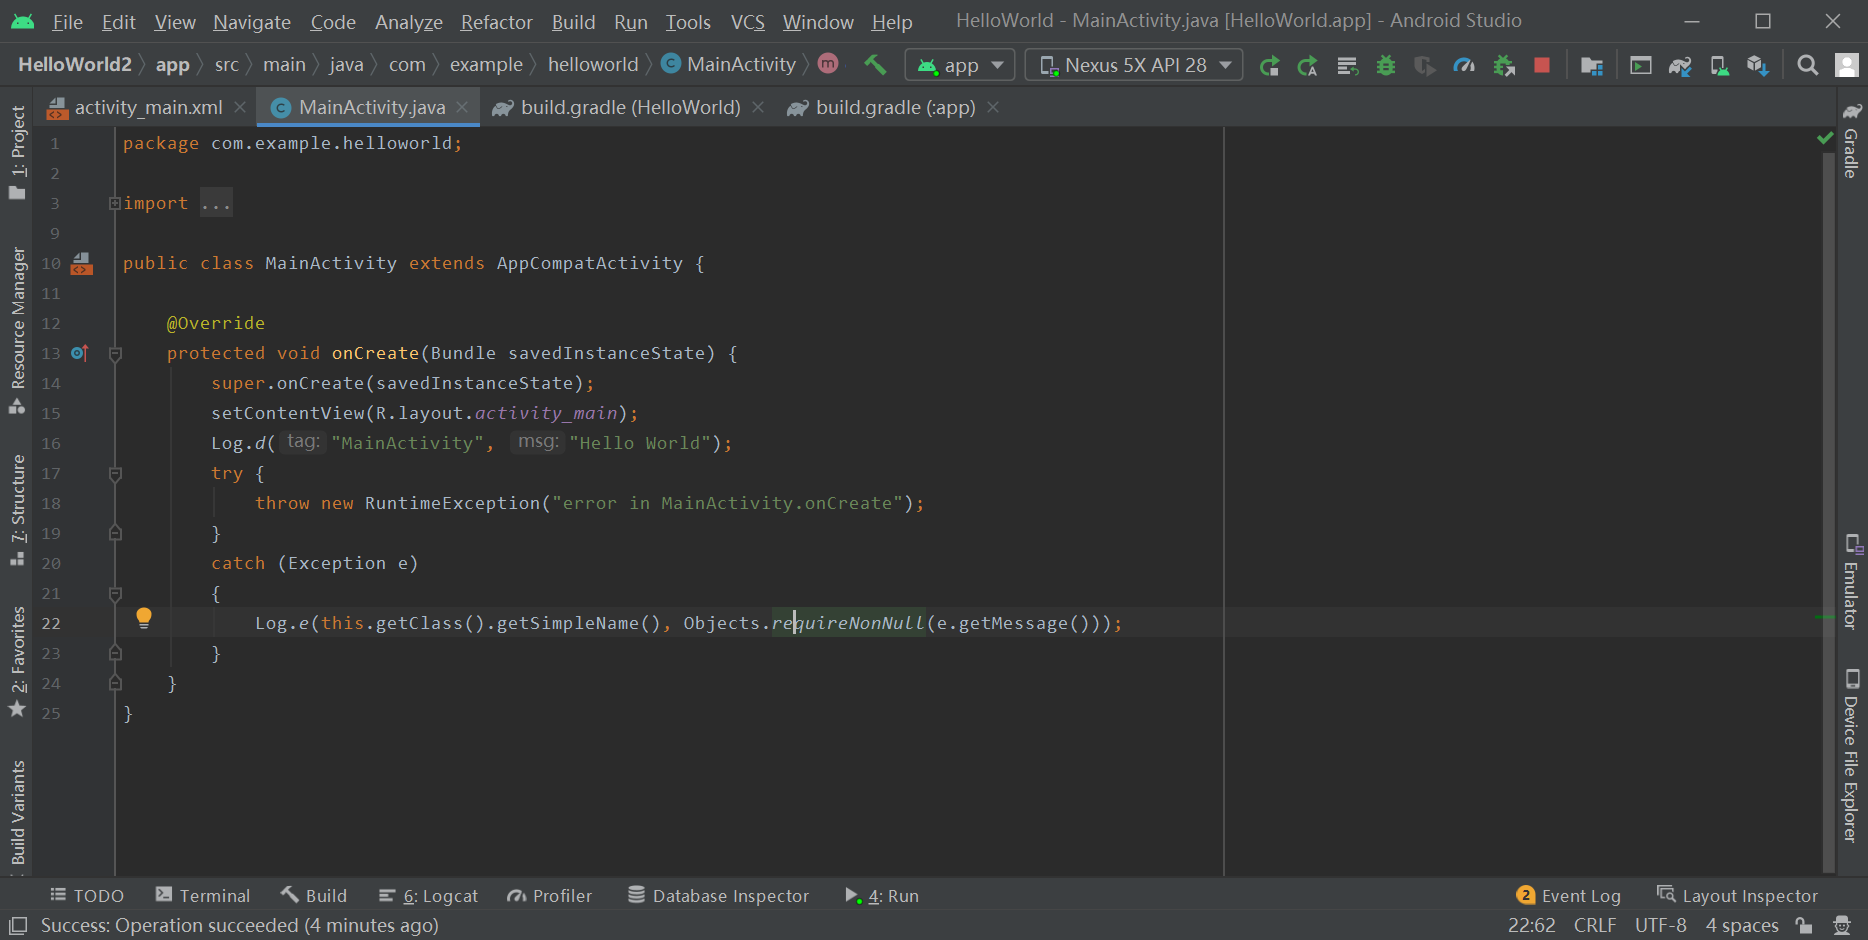 File Edit View Navigate Code Analyze Refactor Build Run Tools VCS Window Help HelloWorld - MainActivity.java [HelloWorld.app] - Android Studio
HelloWorld2 app src main java com example helloworld C MainActivity m app Nexus 5X API 28
activity_main.xml MainActivity.java build.gradle (HelloWorld) build.gradle (:app)
1 package com.example.helloworld;
2
3 import ...
9
10 public class MainActivity extends AppCompatActivity {
11
12 @Override
13 protected void onCreate(Bundle savedInstanceState) {
14 super.onCreate(savedInstanceState);
15 setContentView(R.layout.activity_main);
16 Log.d( tag: "MainActivity", msg: "Hello World");
17 try {
18 throw new RuntimeException("error in MainActivity.onCreate");
19 }
20 catch (Exception e)
21 {
22 Log.e(this.getClass().getSimpleName(), Objects.requireNonNull(e.getMessage()));
23 }
24 }
25 }
1: Project
Resource Manager
7: Structure
2: Favorites
Build Variants
Gradle
Emulator
Device File Explorer
TODO Terminal Build 6: Logcat Profiler Database Inspector 4: Run 2 Event Log Layout Inspector
Success: Operation succeeded (4 minutes ago) 22:62 CRLF UTF-8 4 spaces